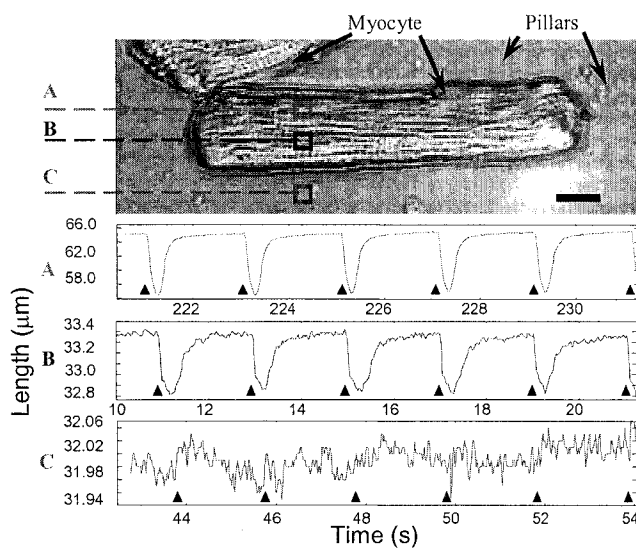 Myocyte
Pillars
A
B
C
66.0
62.0
58.0
A
222 224 226 228 230
33.4
33.2
33.0
32.8
B
10 12 14 16 18 20
32.06
32.02
31.98
31.94
C
44 46 48 50 52 54
Length (μm)
Time (s)